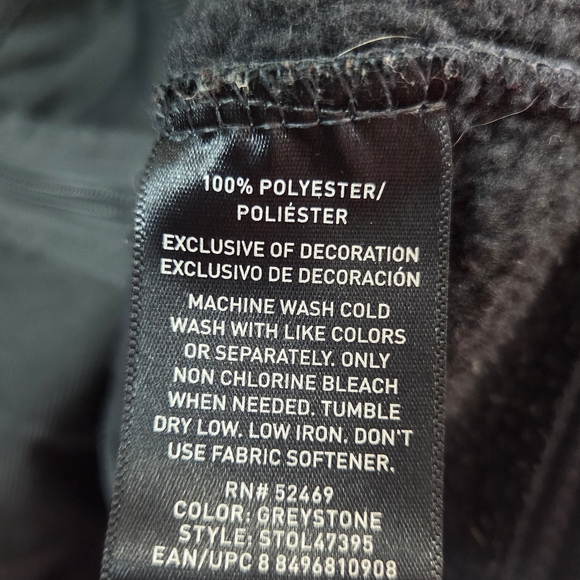 100% POLYESTER/
POLIÉSTER
EXCLUSIVE OF DECORATION
EXCLUSIVO DE DECORACIÓN
MACHINE WASH COLD
WASH WITH LIKE COLORS
OR SEPARATELY. ONLY
NON CHLORINE BLEACH
WHEN NEEDED. TUMBLE
DRY LOW. LOW IRON. DON'T
USE FABRIC SOFTENER.
RN# 52469
COLOR: GREYSTONE
STYLE: STOL47395
EAN/UPC 8 8496810908